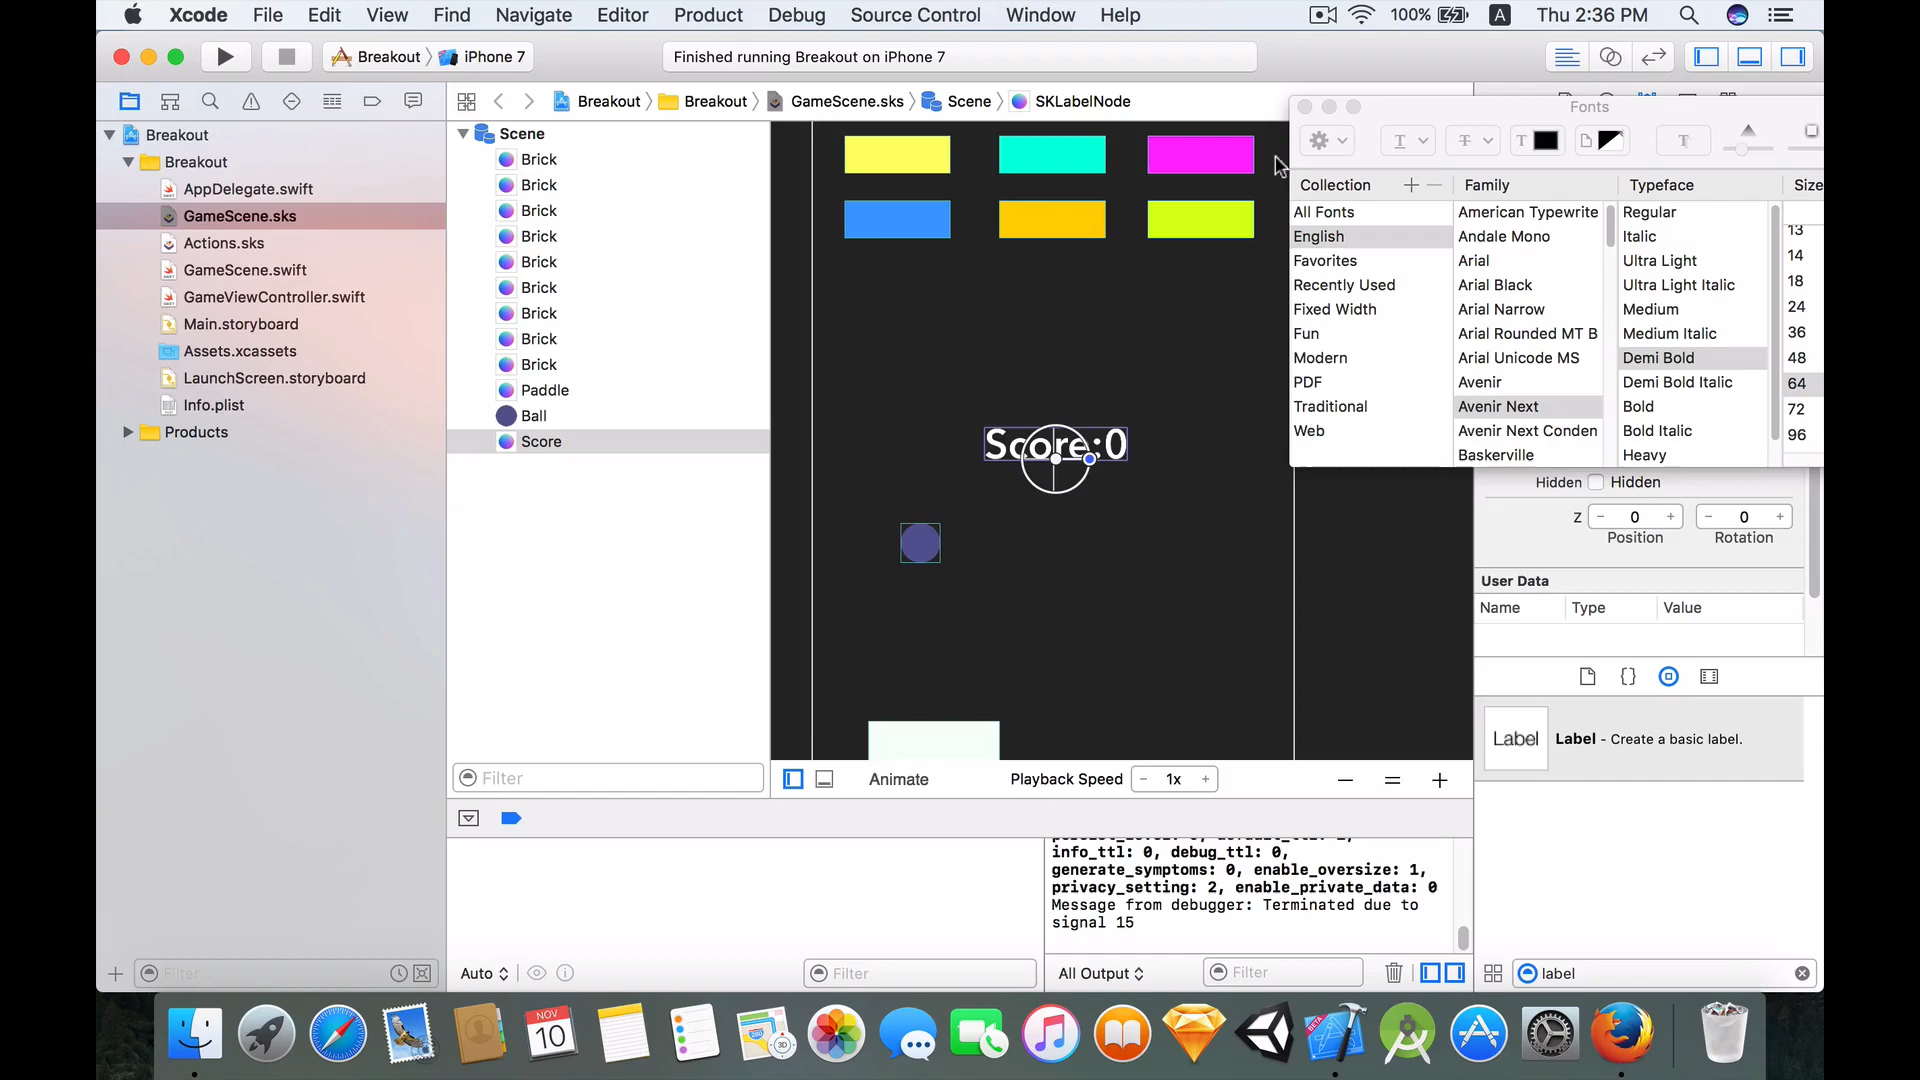 Xcode File Edit View Find Navigate Editor Product Debug Source Control Window Help 100% A Thu 2:36 PM
Breakout iPhone 7 Finished running Breakout on iPhone 7
Breakout Breakout GameScene.sks Scene SKLabelNode
Breakout
Breakout
AppDelegate.swift
GameScene.sks
Actions.sks
GameScene.swift
GameViewController.swift
Main.storyboard
Assets.xcassets
LaunchScreen.storyboard
Info.plist
Products
Filter
Scene
Brick
Brick
Brick
Brick
Brick
Brick
Brick
Brick
Brick
Paddle
Ball
Score
Filter
Score:0
Animate Playback Speed - 1x +
Fonts
Collection + Family Typeface Size
All Fonts
English
Favorites
Recently Used
Fixed Width
Fun
Modern
PDF
Traditional
Web
American Typewrite
Andale Mono
Arial
Arial Black
Arial Narrow
Arial Rounded MT B
Arial Unicode MS
Avenir
Avenir Next
Avenir Next Conden
Baskerville
Regular
Italic
Ultra Light
Ultra Light Italic
Medium
Medium Italic
Demi Bold
Demi Bold Italic
Bold
Bold Italic
Heavy
13
14
18
24
36
48
64
72
96
Hidden Hidden
Z - 0 + - 0 +
Position Rotation
User Data
Name Type Value
Label Label - Create a basic label.
info_ttl: 0, debug_ttl: 0,
generate_symptoms: 0, enable_oversize: 1,
privacy_setting: 2, enable_private_data: 0
Message from debugger: Terminated due to
signal 15
Auto Filter All Output Filter label
NOV
10
3D
BETA